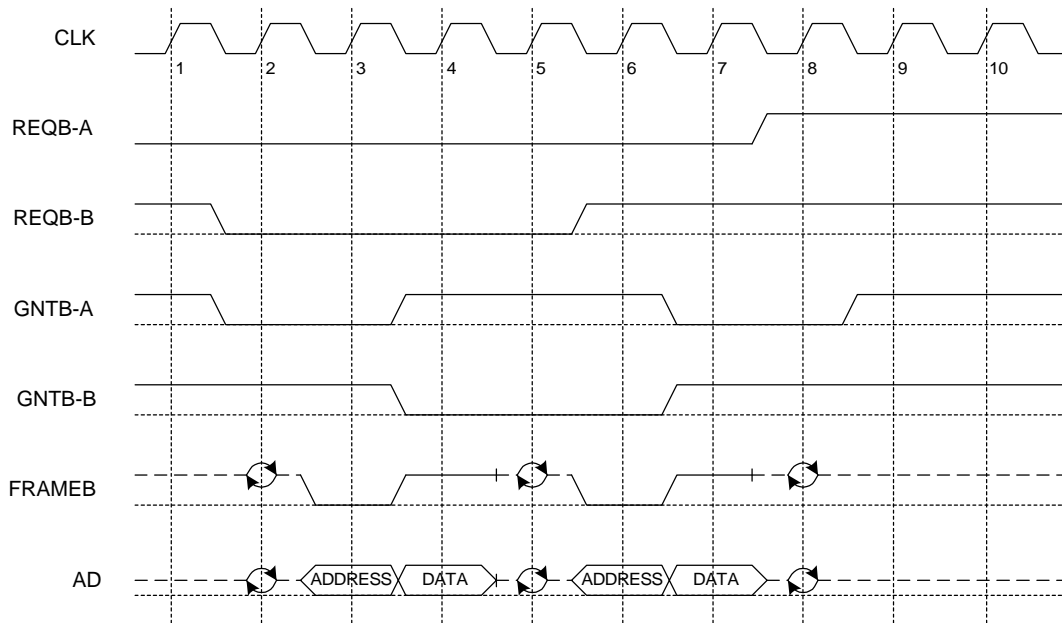 CLK
1 2 3 4 5 6 7 8 9 10
REQB-A
REQB-B
GNTB-A
GNTB-B
FRAMEB
AD ADDRESS DATA ADDRESS DATA